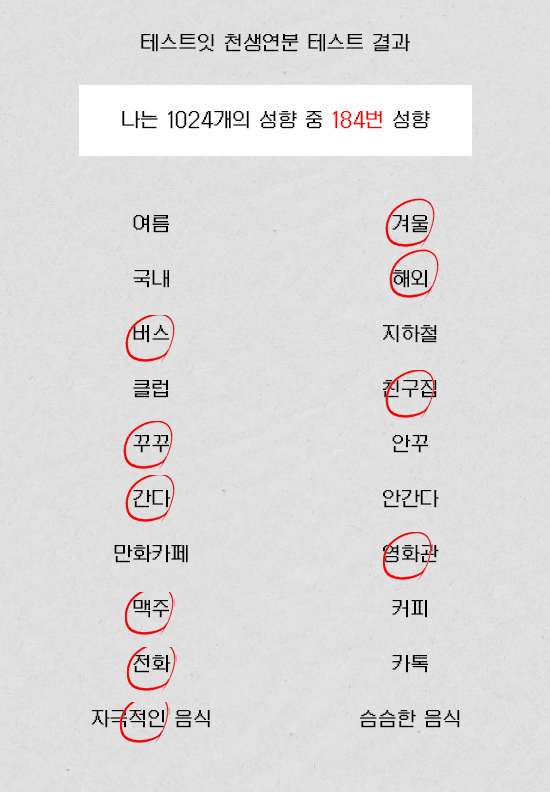 테스트잇 천생연분 테스트 결과
나는 1024개의 성향 중 184번 성향
여름 겨울
국내 해외
버스 지하철
클럽 친구집
꾸꾸 안꾸
간다 안간다
만화카페 영화관
맥주 커피
전화 카톡
자극적인 음식 슴슴한 음식